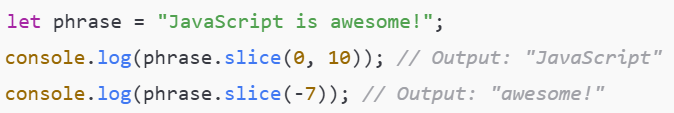 let phrase = "JavaScript is awesome!";
console.log(phrase.slice(0, 10)); // Output: "JavaScript"
console.log(phrase.slice(-7)); // Output: "awesome!"